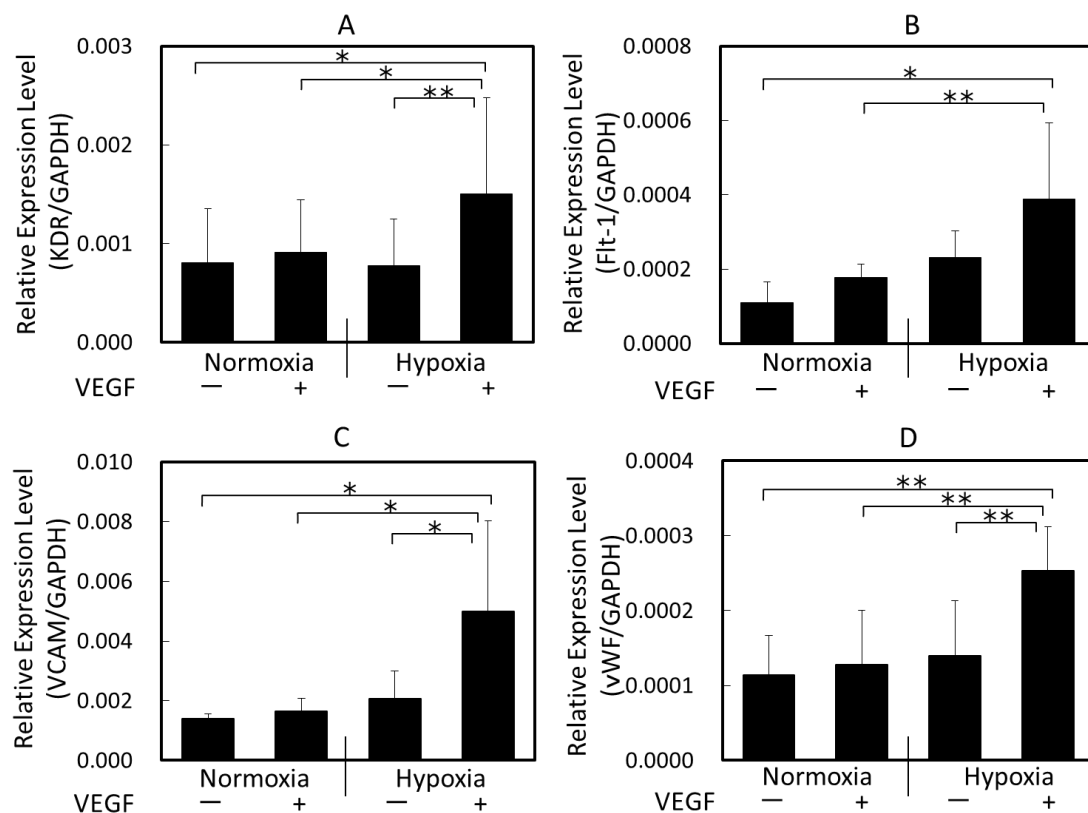 A
Relative Expression Level
(KDR/GAPDH)
0.003
0.002
0.001
0.000
*
*
**
Normoxia Hypoxia
VEGF — + — +
B
Relative Expression Level
(Flt-1/GAPDH)
0.0008
0.0006
0.0004
0.0002
0.0000
*
**
Normoxia Hypoxia
VEGF — + — +
C
Relative Expression Level
(VCAM/GAPDH)
0.010
0.008
0.006
0.004
0.002
0.000
*
*
*
Normoxia Hypoxia
VEGF — + — +
D
Relative Expression Level
(vWF/GAPDH)
0.0004
0.0003
0.0002
0.0001
0.0000
**
**
**
Normoxia Hypoxia
VEGF — + — +